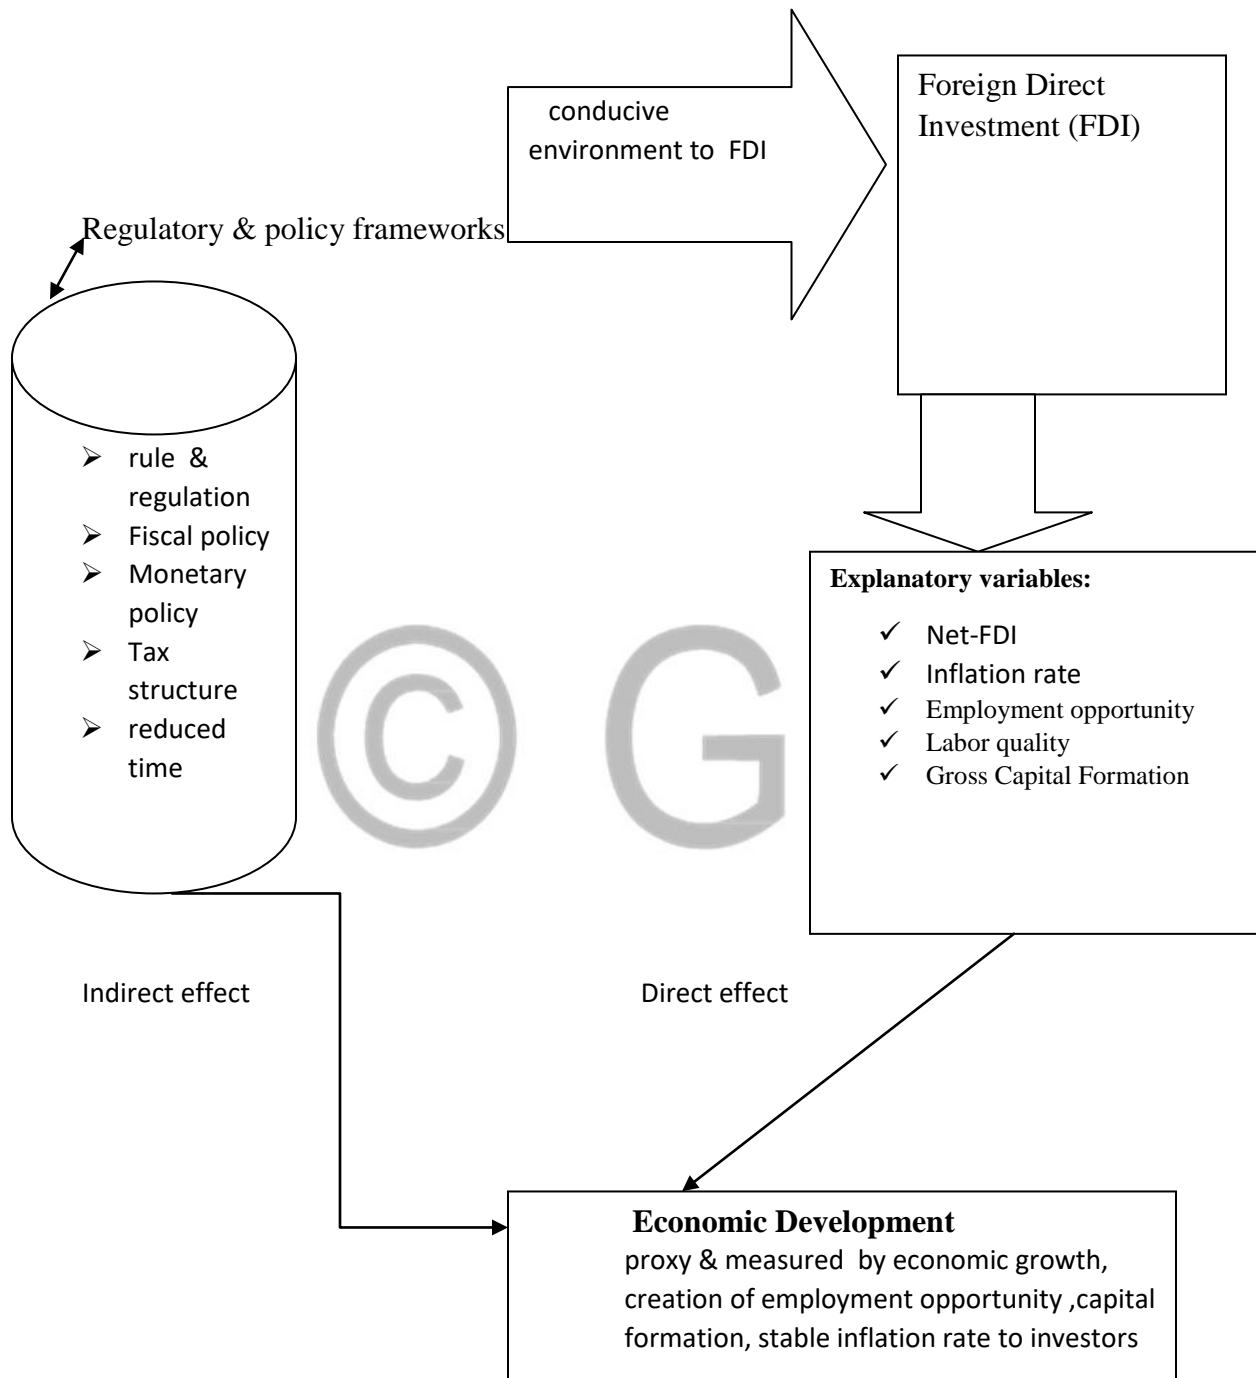 conducive
environment to FDI
Foreign Direct
Investment (FDI)
Regulatory & policy frameworks
➢ rule &
regulation
➢ Fiscal policy
➢ Monetary
policy
➢ Tax
structure
➢ reduced
time
Explanatory variables:
✓ Net-FDI
✓ Inflation rate
✓ Employment opportunity
✓ Labor quality
✓ Gross Capital Formation
© G
Indirect effect
Direct effect
Economic Development
proxy & measured by economic growth,
creation of employment opportunity ,capital
formation, stable inflation rate to investors